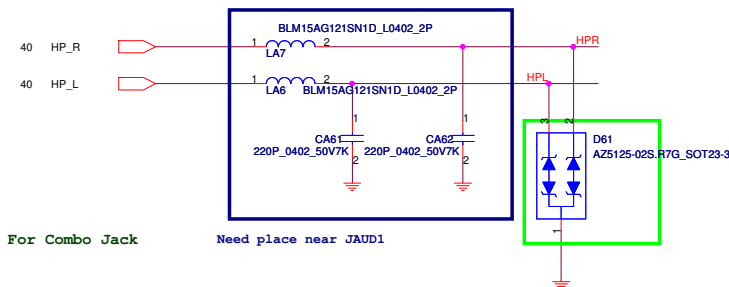 BLM15AG121SN1D_L0402_2P
40 HP_R
1
2
LA7
HPR
40 HP_L
1
2
LA6
BLM15AG121SN1D_L0402_2P
HPL
1
CA61
220P_0402_50V7K
2
1
CA62
220P_0402_50V7K
2
3
2
D61
AZ5125-02S.R7G_SOT23-3
1
For Combo Jack
Need place near JAUD1